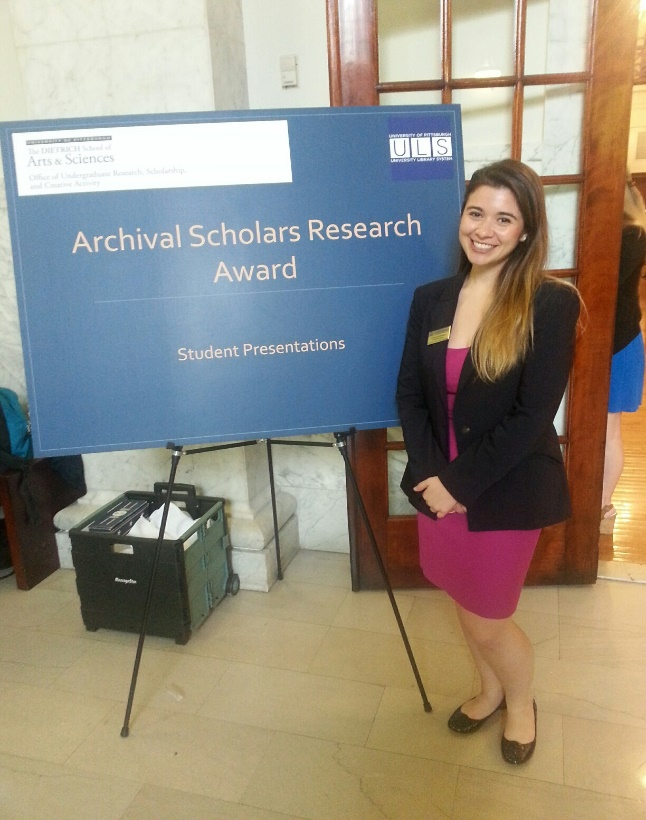 UNIVERSITY OF PITTSBURGH
The DIETRICH School of
Arts & Sciences
Office of Undergraduate Research, Scholarship,
and Creative Activity
UNIVERSITY OF PITTSBURGH
ULS
UNIVERSITY LIBRARY SYSTEM
Archival Scholars Research
Award
Student Presentations